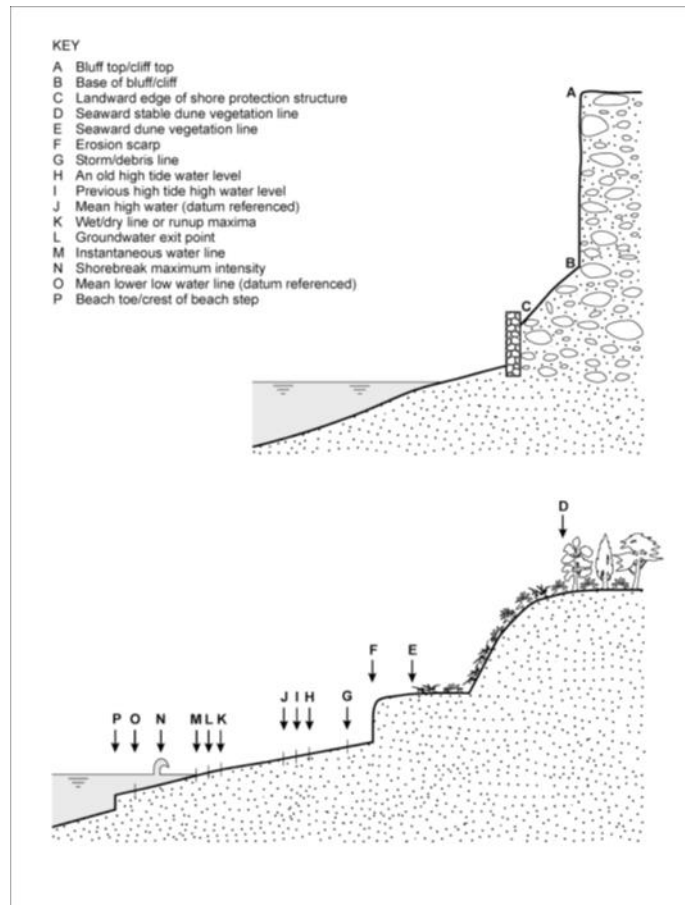 KEY
A Bluff top/cliff top
B Base of bluff/cliff
C Landward edge of shore protection structure
D Seaward stable dune vegetation line
E Seaward dune vegetation line
F Erosion scarp
G Storm/debris line
H An old high tide water level
I Previous high tide high water level
J Mean high water (datum referenced)
K Wet/dry line or runup maxima
L Groundwater exit point
M Instantaneous water line
N Shorebreak maximum intensity
O Mean lower low water line (datum referenced)
P Beach toe/crest of beach step
A
B
C
D
F E
J I H G
P O N M L K